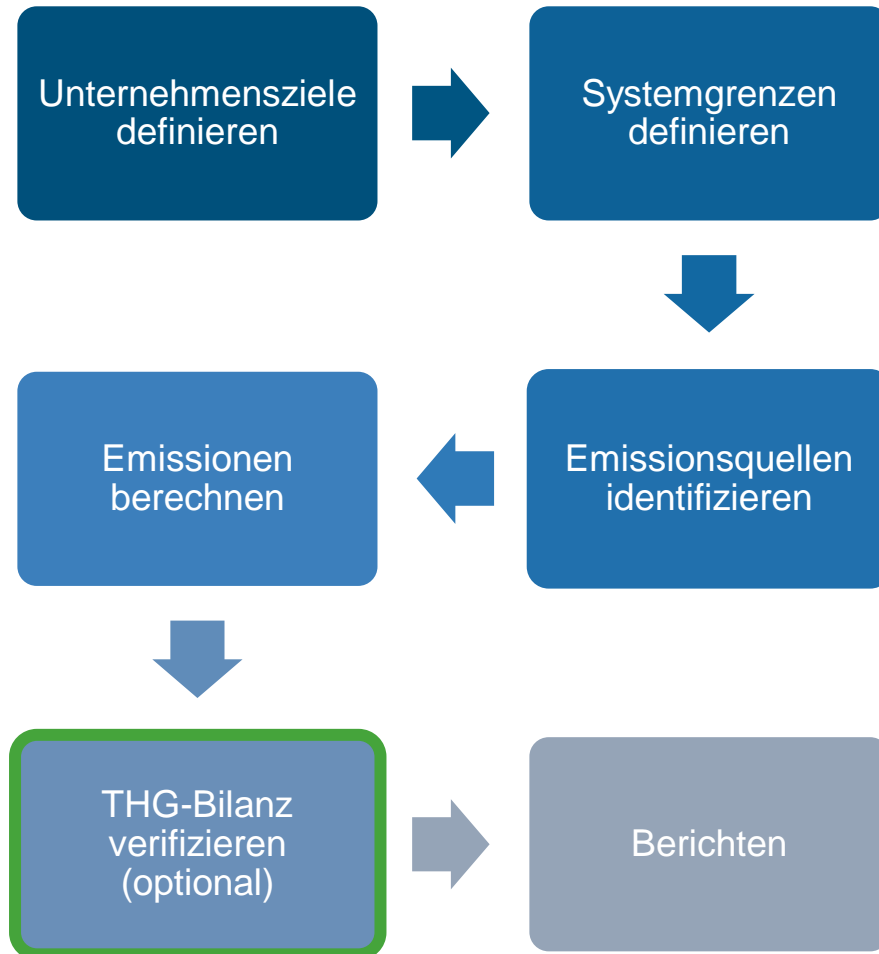 Unternehmensziele
definieren
Systemgrenzen
definieren
Emissionsquellen
identifizieren
Emissionen
berechnen
THG-Bilanz
verifizieren
(optional)
Berichten